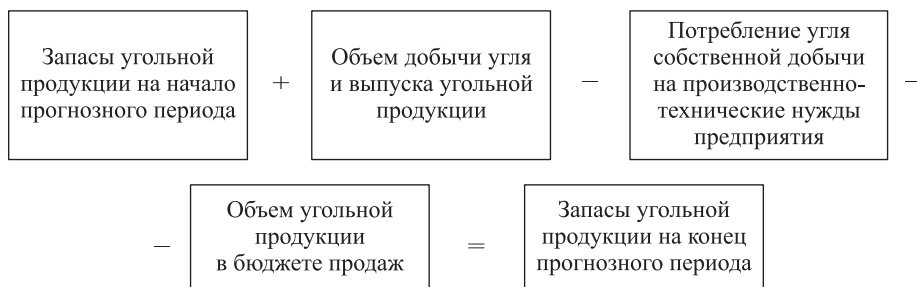 Запасы угольной
продукции на начало
прогнозного периода
+
Объем добычи угля
и выпуска угольной
продукции
–
Потребление угля
собственной добычи
на производственно-
технические нужды
предприятия
–
–
Объем угольной
продукции
в бюджете продаж
=
Запасы угольной
продукции на конец
прогнозного периода